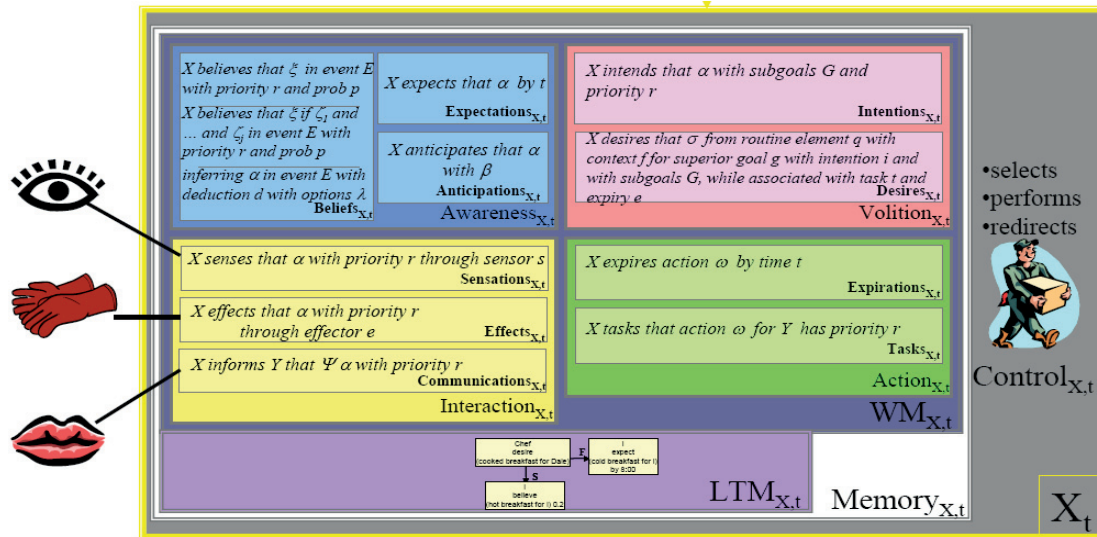 X believes that ξ in event E
with priority r and prob p
X believes that ξ if ζ1 and
... and ζj in event E with
priority r and prob p
inferring α in event E with
deduction d with options λ
BeliefsX,t
X expects that α by t
ExpectationsX,t
X anticipates that α
with β
AnticipationsX,t
AwarenessX,t
X intends that α with subgoals G and
priority r
IntentionsX,t
X desires that σ from routine element q with
context f for superior goal g with intention i and
with subgoals G, while associated with task t and
expiry e
DesiresX,t
VolitionX,t
X senses that α with priority r through sensor s
SensationsX,t
X effects that α with priority r
through effector e
EffectsX,t
X informs Y that Ψ α with priority r
CommunicationsX,t
InteractionX,t
X expires action ω by time t
ExpirationsX,t
X tasks that action ω for Y has priority r
TasksX,t
ActionX,t
WMX,t
•selects
•performs
•redirects
ControlX,t
Chef
desire
(cooked breakfast for Dale)
F
I
expect
(cold breakfast for I)
by 8:00
S
I
believe
(hot breakfast for I) 0.2
LTMX,t
MemoryX,t
Xt